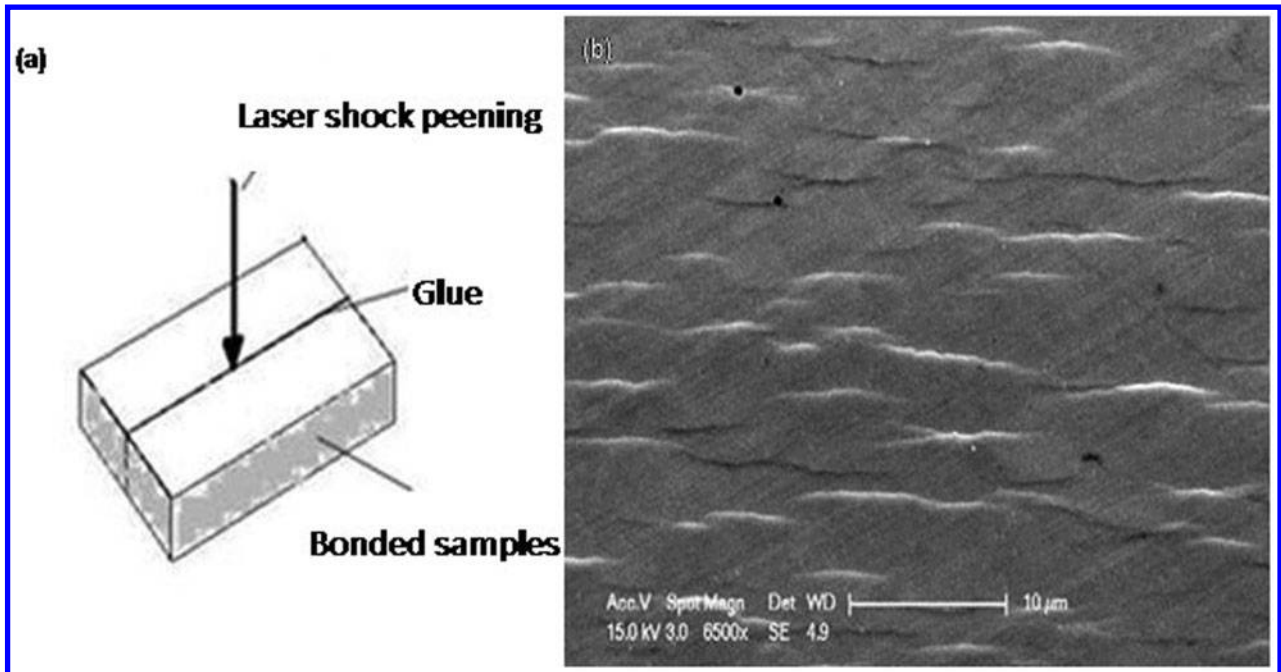 (a)
Laser shock peening
Glue
Bonded samples
(b)
Acc.V Spot Magn Det WD 10 μm
15.0 kV 3.0 6500x SE 4.9